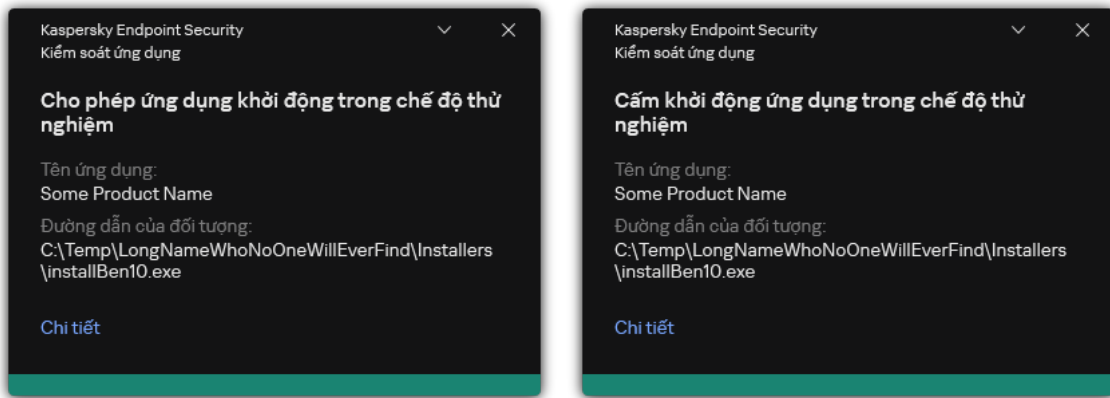 Kaspersky Endpoint Security
Kiểm soát ứng dụng
Cho phép ứng dụng khởi động trong chế độ thử
nghiệm
Tên ứng dụng:
Some Product Name
Đường dẫn của đối tượng:
C:\Temp\LongNameWhoNoOneWillEverFind\Installers
\installBen10.exe
Chi tiết
Kaspersky Endpoint Security
Kiểm soát ứng dụng
Cấm khởi động ứng dụng trong chế độ thử
nghiệm
Tên ứng dụng:
Some Product Name
Đường dẫn của đối tượng:
C:\Temp\LongNameWhoNoOneWillEverFind\Installers
\installBen10.exe
Chi tiết